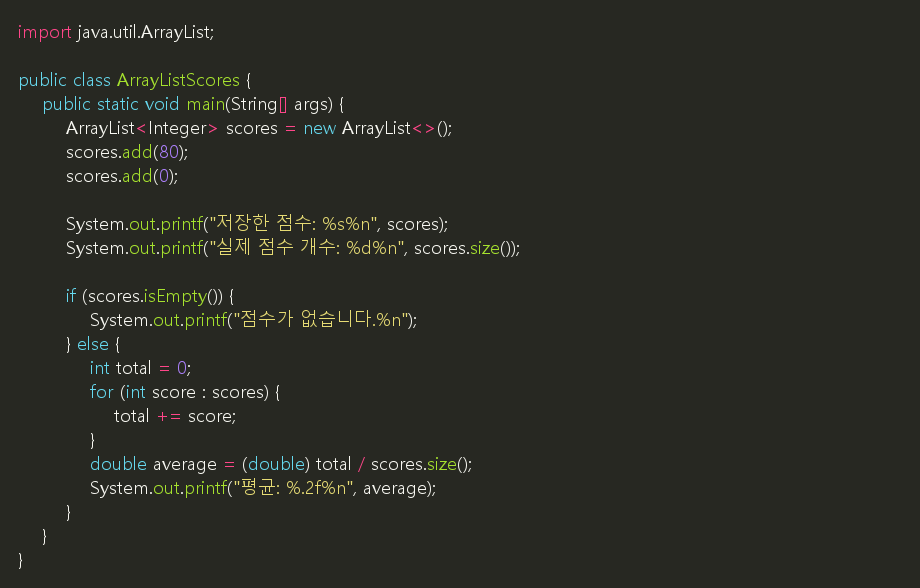 import java.util.ArrayList;

public class ArrayListScores {
    public static void main(String[] args) {
        ArrayList<Integer> scores = new ArrayList<>();
        scores.add(80);
        scores.add(0);

        System.out.printf("저장한 점수: %s%n", scores);
        System.out.printf("실제 점수 개수: %d%n", scores.size());

        if (scores.isEmpty()) {
            System.out.printf("점수가 없습니다.%n");
        } else {
            int total = 0;
            for (int score : scores) {
                total += score;
            }
            double average = (double) total / scores.size();
            System.out.printf("평균: %.2f%n", average);
        }
    }
}